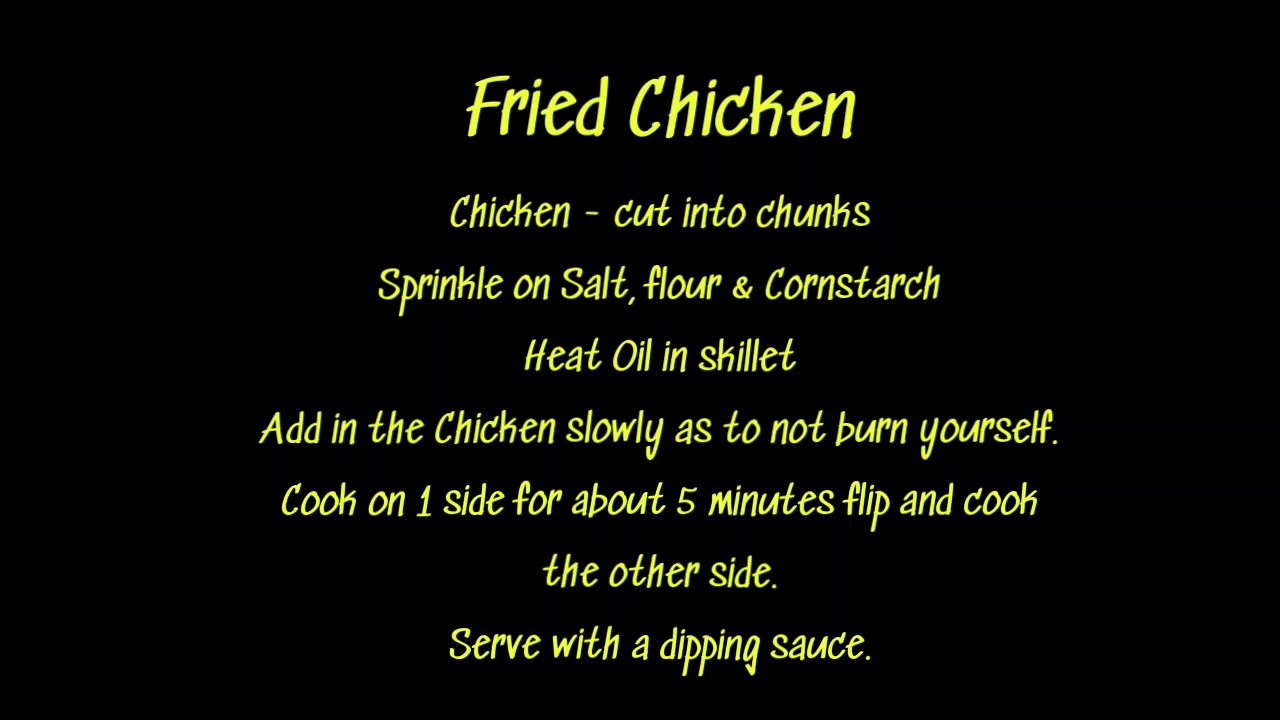 Fried Chicken
Chicken - cut into chunks
Sprinkle on Salt, flour & Cornstarch
Heat Oil in skillet
Add in the Chicken slowly as to not burn yourself.
Cook on 1 side for about 5 minutes flip and cook
the other side.
Serve with a dipping sauce.